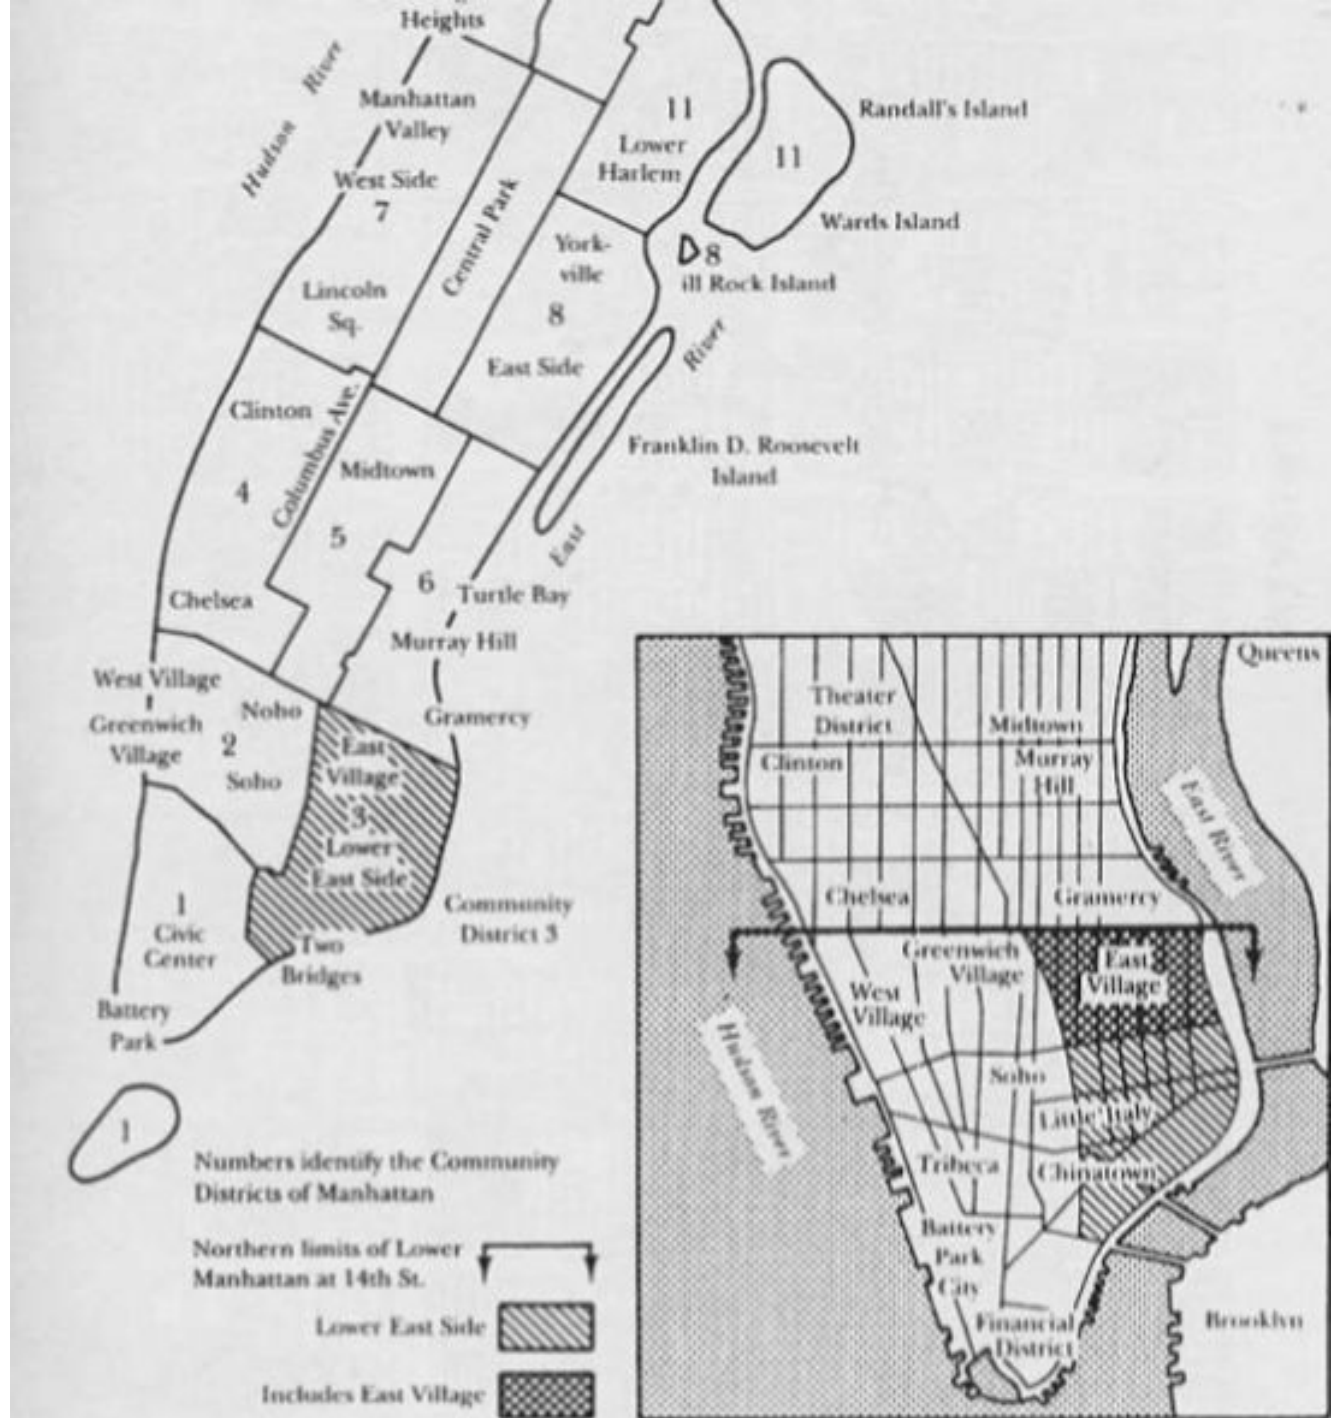 Heights
Hudson River
Manhattan
Valley
West Side
7
Lincoln
Sq.
Central Park
11
Lower
Harlem
11
Randall's Island
Wards Island
York-
ville
8
East Side
8
ill Rock Island
East River
Franklin D. Roosevelt
Island
Clinton
Columbus Ave.
4
Chelsea
Midtown
5
6
Turtle Bay
Murray Hill
Gramercy
West Village
Greenwich
Village
Noho
2
Soho
East
Village
3
Lower
East Side
Community
District 3
Two
Bridges
1
Civic
Center
Battery
Park
1
Numbers identify the Community
Districts of Manhattan
Northern limits of Lower
Manhattan at 14th St.
Lower East Side
Includes East Village
Queens
Theater
District
Midtown
Clinton
Murray
Hill
East River
Chelsea
Gramercy
Greenwich
Village
East
Village
West
Village
Hudson River
Soho
Little Italy
Tribeca
Chinatown
Battery
Park
City
Financial
District
Brooklyn